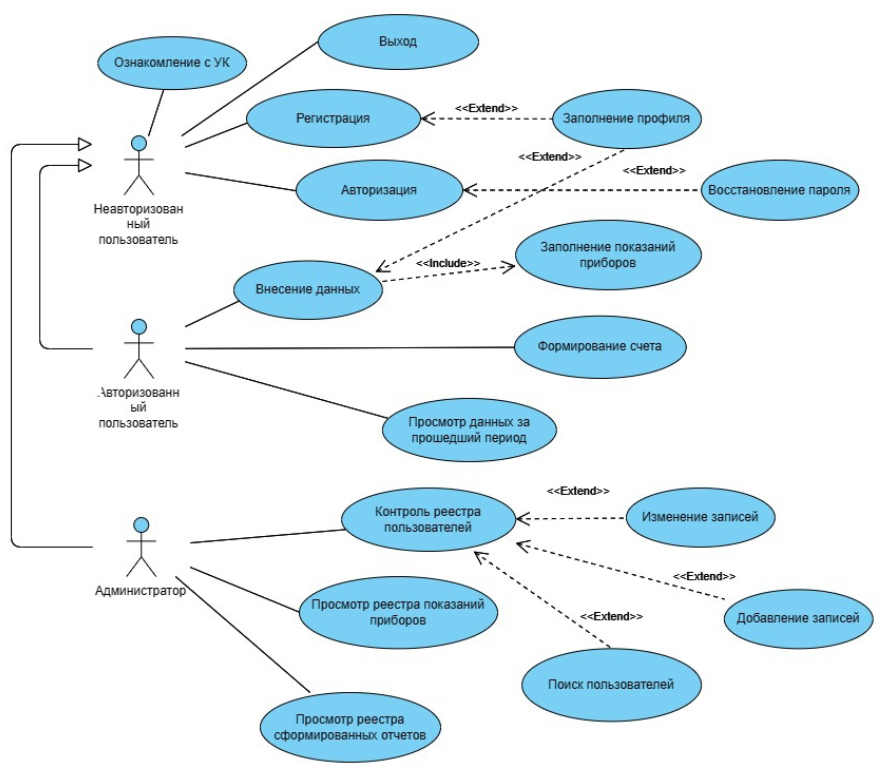 Выход
Ознакомление с УК
<<Extend>>
Регистрация
Заполнение профиля
<<Extend>>
<<Extend>>
Авторизация
Восстановление пароля
Неавторизован
ный
пользователь
Заполнение показаний
приборов
<<Include>>
Внесение данных
Формирование счета
Авторизованн
ый
пользователь
Просмотр данных за
прошедший период
<<Extend>>
Контроль реестра
пользователей
Изменение записей
<<Extend>>
Администратор
Просмотр реестра показаний
приборов
<<Extend>>
Добавление записей
Поиск пользователей
Просмотр реестра
сформированных отчетов